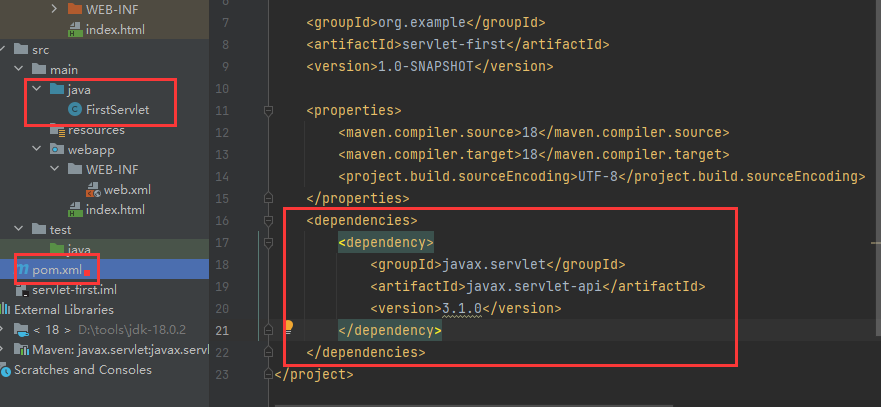 WEB-INF
index.html
src
main
java
FirstServlet
resources
webapp
WEB-INF
web.xml
index.html
test
java
pom.xml
servlet-first.iml
External Libraries
< 18 > D:\tools\jdk-18.0.2
Maven: javax.servlet:javax.servl
Scratches and Consoles
7 <groupId>org.example</groupId>
8 <artifactId>servlet-first</artifactId>
9 <version>1.0-SNAPSHOT</version>
10
11 <properties>
12 <maven.compiler.source>18</maven.compiler.source>
13 <maven.compiler.target>18</maven.compiler.target>
14 <project.build.sourceEncoding>UTF-8</project.build.sourceEncoding>
15 </properties>
16 <dependencies>
17 <dependency>
18 <groupId>javax.servlet</groupId>
19 <artifactId>javax.servlet-api</artifactId>
20 <version>3.1.0</version>
21 </dependency>
22 </dependencies>
23 </project>